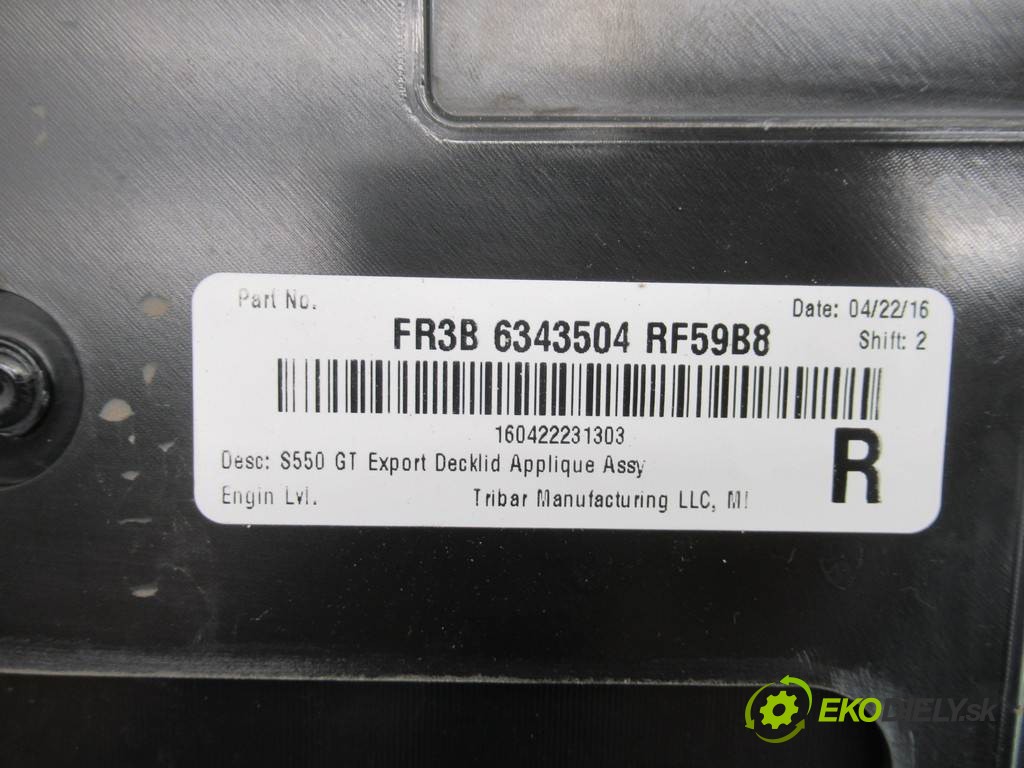 Part No.
Date: 04/22/16
FR3B 6343504 RF59B8
Shift: 2
160422231303
R
Desc: S550 GT Export Decklid Applique Assy
Engin Lvl. Tribar Manufacturing LLC, MI
EKODIELY.sk